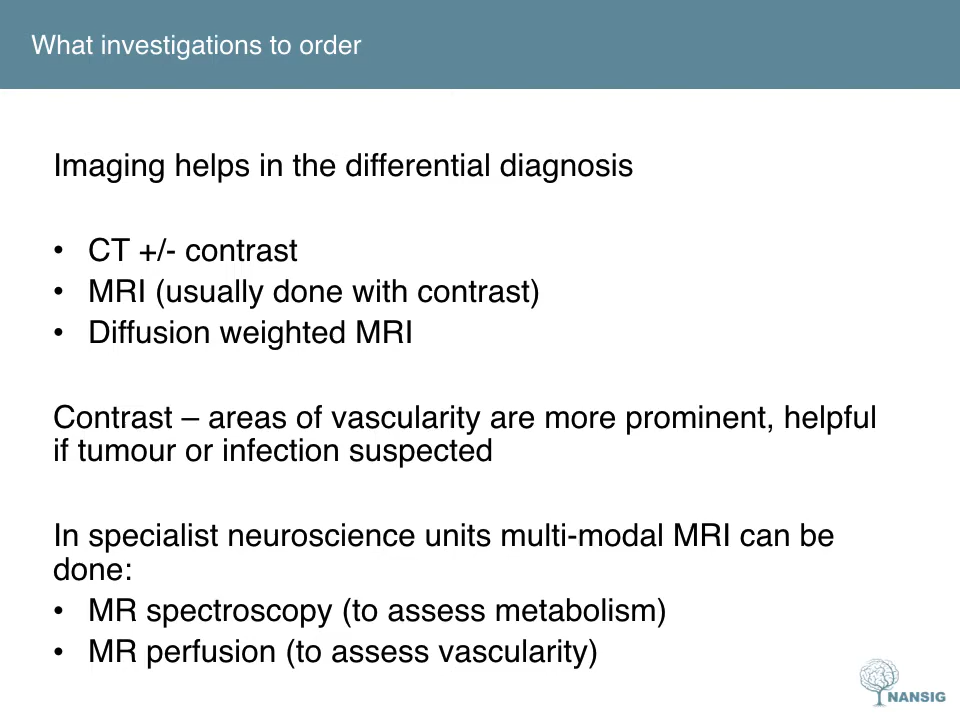 What investigations to order
Imaging helps in the differential diagnosis
• CT +/- contrast
• MRI (usually done with contrast)
• Diffusion weighted MRI
Contrast – areas of vascularity are more prominent, helpful
if tumour or infection suspected
In specialist neuroscience units multi-modal MRI can be
done:
• MR spectroscopy (to assess metabolism)
• MR perfusion (to assess vascularity)
NANSIG